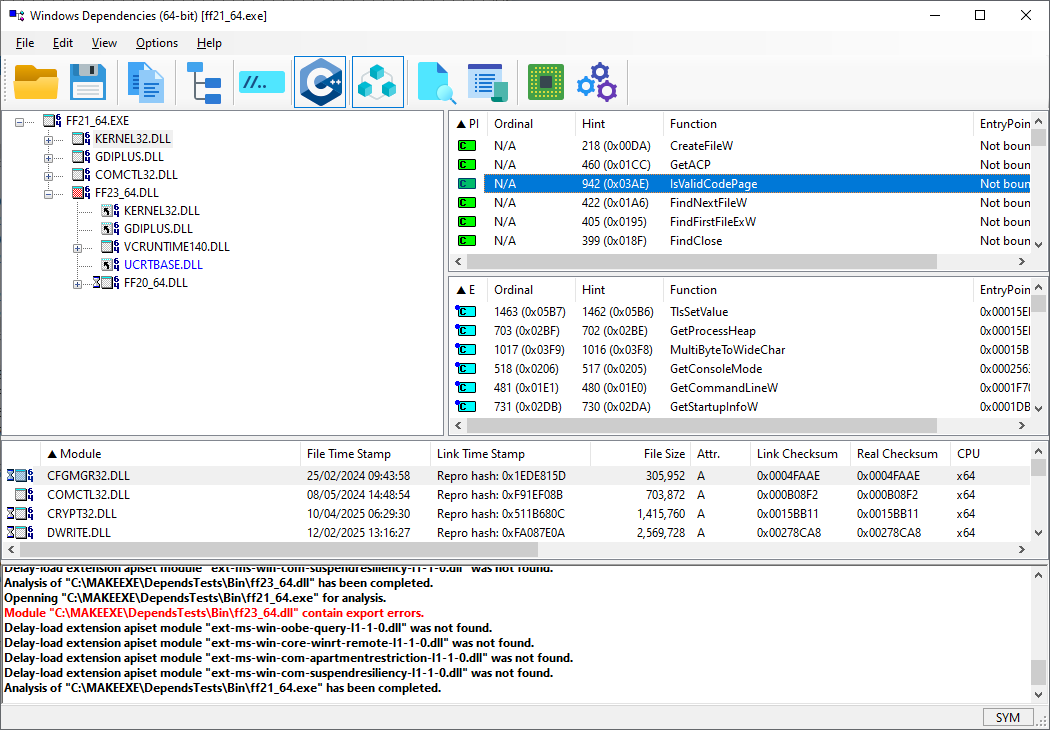 Windows Dependencies (64-bit) [ff21_64.exe]
File Edit View Options Help
//..
C++
FF21_64.EXE
KERNEL32.DLL
GDIPLUS.DLL
COMCTL32.DLL
FF23_64.DLL
KERNEL32.DLL
GDIPLUS.DLL
VCRUNTIME140.DLL
UCRTBASE.DLL
FF20_64.DLL
PI Ordinal Hint Function EntryPoin
C N/A 218 (0x00DA) CreateFileW Not boun
C N/A 460 (0x01CC) GetACP Not boun
C N/A 942 (0x03AE) IsValidCodePage Not boun
C N/A 422 (0x01A6) FindNextFileW Not boun
C N/A 405 (0x0195) FindFirstFileExW Not boun
C N/A 399 (0x018F) FindClose Not boun
E Ordinal Hint Function EntryPoin
C 1463 (0x05B7) 1462 (0x05B6) TlsSetValue 0x00015E
C 703 (0x02BF) 702 (0x02BE) GetProcessHeap 0x00015E
C 1017 (0x03F9) 1016 (0x03F8) MultiByteToWideChar 0x00015B
C 518 (0x0206) 517 (0x0205) GetConsoleMode 0x000256
C 481 (0x01E1) 480 (0x01E0) GetCommandLineW 0x0001F7
C 731 (0x02DB) 730 (0x02DA) GetStartupInfoW 0x0001DB
Module File Time Stamp Link Time Stamp File Size Attr. Link Checksum Real Checksum CPU
CFGMGR32.DLL 25/02/2024 09:43:58 Repro hash: 0x1EDE815D 305,952 A 0x0004FAAE 0x0004FAAE x64
COMCTL32.DLL 08/05/2024 14:48:54 Repro hash: 0xF91EF08B 703,872 A 0x000B08F2 0x000B08F2 x64
CRYPT32.DLL 10/04/2025 06:29:30 Repro hash: 0x511B680C 1,415,760 A 0x0015BB11 0x0015BB11 x64
DWRITE.DLL 12/02/2025 13:16:27 Repro hash: 0xFA087E0A 2,569,728 A 0x00278CA8 0x00278CA8 x64
Delay-load extension apiset module "ext-ms-win-com-suspendresiliency-l1-1-0.dll" was not found.
Analysis of "C:\MAKEEXE\DependsTests\Bin\ff23_64.dll" has been completed.
Openning "C:\MAKEEXE\DependsTests\Bin\ff21_64.exe" for analysis.
Module "C:\MAKEEXE\DependsTests\Bin\ff23_64.dll" contain export errors.
Delay-load extension apiset module "ext-ms-win-oobe-query-l1-1-0.dll" was not found.
Delay-load extension apiset module "ext-ms-win-core-winrt-remote-l1-1-0.dll" was not found.
Delay-load extension apiset module "ext-ms-win-com-apartmentrestriction-l1-1-0.dll" was not found.
Delay-load extension apiset module "ext-ms-win-com-suspendresiliency-l1-1-0.dll" was not found.
Analysis of "C:\MAKEEXE\DependsTests\Bin\ff21_64.exe" has been completed.
SYM